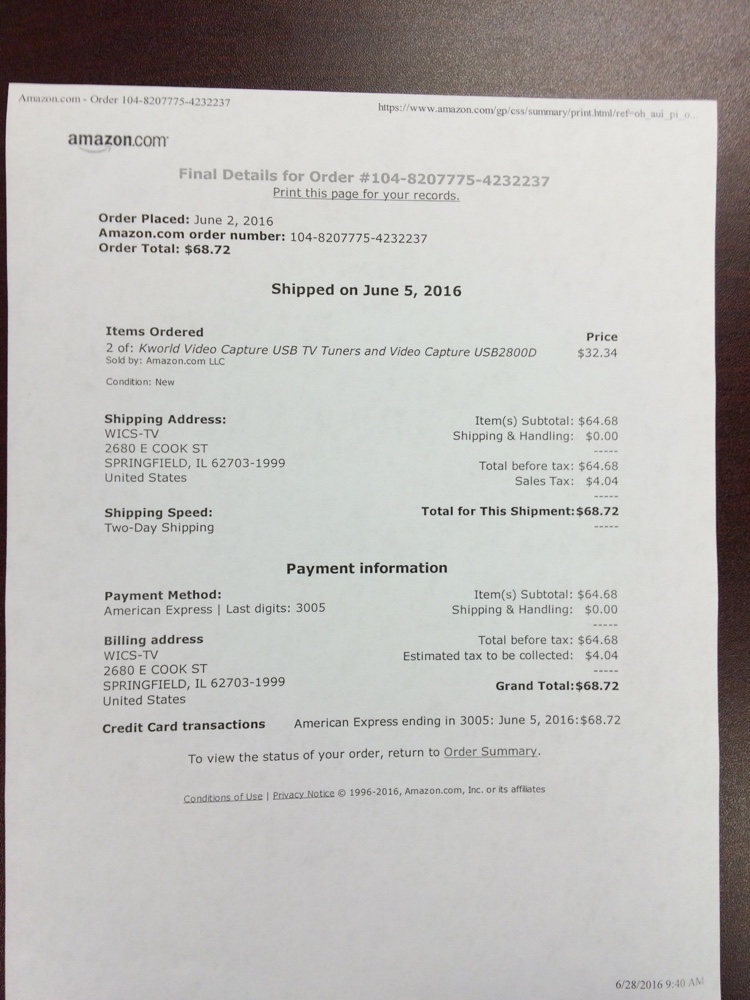 Amazon.com - Order 104-8207775-4232237
https://www.amazon.com/gp/css/summary/print.html/ref=oh_aui_pi_o...
amazon.com
Final Details for Order #104-8207775-4232237
Print this page for your records.
Order Placed: June 2, 2016
Amazon.com order number: 104-8207775-4232237
Order Total: $68.72
Shipped on June 5, 2016
Items Ordered Price
2 of: Kworld Video Capture USB TV Tuners and Video Capture USB2800D $32.34
Sold by: Amazon.com LLC
Condition: New
Shipping Address:
WICS-TV
2680 E COOK ST
SPRINGFIELD, IL 62703-1999
United States
Item(s) Subtotal: $64.68
Shipping & Handling: $0.00
-----
Total before tax: $64.68
Sales Tax: $4.04
-----
Shipping Speed:
Two-Day Shipping
Total for This Shipment: $68.72
-----
Payment information
Payment Method:
American Express | Last digits: 3005
Item(s) Subtotal: $64.68
Shipping & Handling: $0.00
-----
Billing address
WICS-TV
2680 E COOK ST
SPRINGFIELD, IL 62703-1999
United States
Total before tax: $64.68
Estimated tax to be collected: $4.04
-----
Grand Total: $68.72
Credit Card transactions American Express ending in 3005: June 5, 2016: $68.72
To view the status of your order, return to Order Summary.
Conditions of Use | Privacy Notice © 1996-2016, Amazon.com, Inc. or its affiliates
6/28/2016 9:40 AM